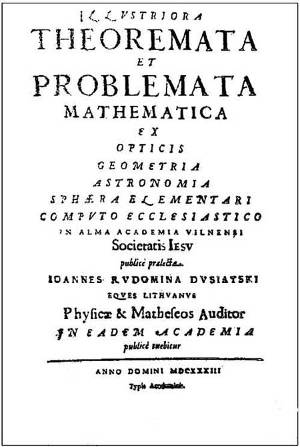 ILLVSTRIORA
THEOREMATA
ET
PROBLEMATA
MATHEMATICA
EX
OPTICIS
GEOMETRIA
ASTRONOMIA
SPHÆRA ELEMENTARI
COMPVTO ECCLESIASTICO
IN ALMA ACADEMIA VILNENSI
Societatis IESV
publicè prælecta
IOANNES RVDOMINA DVSIATSKI
EQVES LITHVANVS
Physicæ & Matheseos Auditor
IN EADEM ACADEMIA
publicè tuebitur
ANNO DOMINI MDCXXXIII
Typis Academicis.